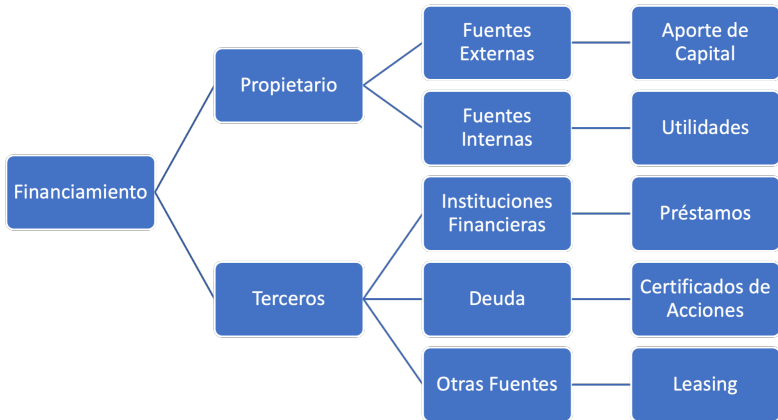 Financiamiento
Propietario
Fuentes
Externas
Aporte de
Capital
Fuentes
Internas
Utilidades
Terceros
Instituciones
Financieras
Préstamos
Deuda
Certificados de
Acciones
Otras Fuentes
Leasing